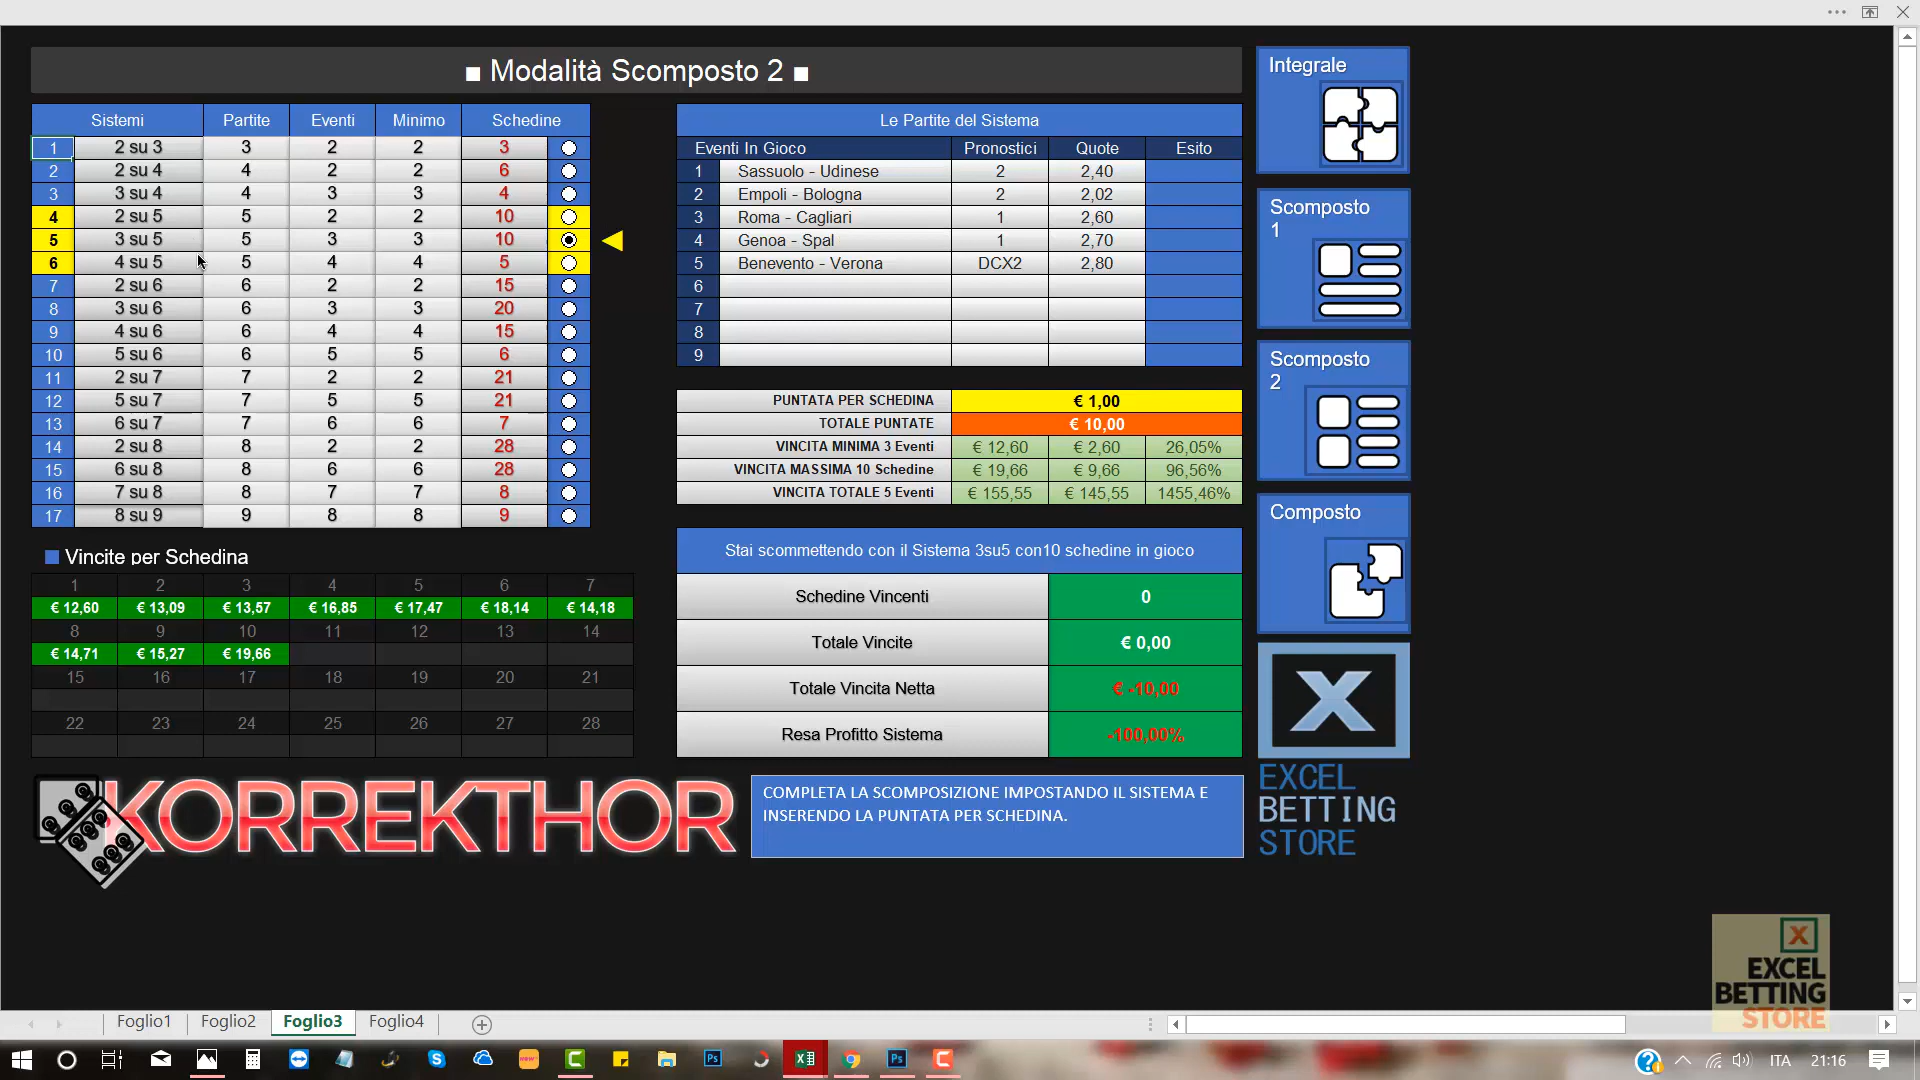 ■ Modalità Scomposto 2 ■
Sistemi Partite Eventi Minimo Schedine
1 2 su 3 3 2 2 3
2 2 su 4 4 2 2 6
3 3 su 4 4 3 3 4
4 2 su 5 5 2 2 10
5 3 su 5 5 3 3 10
6 4 su 5 5 4 4 5
7 2 su 6 6 2 2 15
8 3 su 6 6 3 3 20
9 4 su 6 6 4 4 15
10 5 su 6 6 5 5 6
11 2 su 7 7 2 2 21
12 5 su 7 7 5 5 21
13 6 su 7 7 6 6 7
14 2 su 8 8 2 2 28
15 6 su 8 8 6 6 28
16 7 su 8 8 7 7 8
17 8 su 9 9 8 8 9
Le Partite del Sistema
Eventi In Gioco Pronostici Quote Esito
1 Sassuolo - Udinese 2 2,40
2 Empoli - Bologna 2 2,02
3 Roma - Cagliari 1 2,60
4 Genoa - Spal 1 2,70
5 Benevento - Verona DCX2 2,80
6
7
8
9
PUNTATA PER SCHEDINA € 1,00
TOTALE PUNTATE € 10,00
VINCITA MINIMA 3 Eventi € 12,60 € 2,60 26,05%
VINCITA MASSIMA 10 Schedine € 19,66 € 9,66 96,56%
VINCITA TOTALE 5 Eventi € 155,55 € 145,55 1455,46%
Stai scommettendo con il Sistema 3su5 con10 schedine in gioco
Schedine Vincenti 0
Totale Vincite € 0,00
Totale Vincita Netta € -10,00
Resa Profitto Sistema -100,00%
Vincite per Schedina
1 2 3 4 5 6 7
€ 12,60 € 13,09 € 13,57 € 16,85 € 17,47 € 18,14 € 14,18
8 9 10 11 12 13 14
€ 14,71 € 15,27 € 19,66
15 16 17 18 19 20 21
22 23 24 25 26 27 28
KORREKTHOR
COMPLETA LA SCOMPOSIZIONE IMPOSTANDO IL SISTEMA E
INSERENDO LA PUNTATA PER SCHEDINA.
Integrale
Scomposto
1
Scomposto
2
Composto
X
EXCEL
BETTING
STORE
X
EXCEL
BETTING
STORE
Foglio1 Foglio2 Foglio3 Foglio4
NEW
Ps
Ps
ITA 21:16